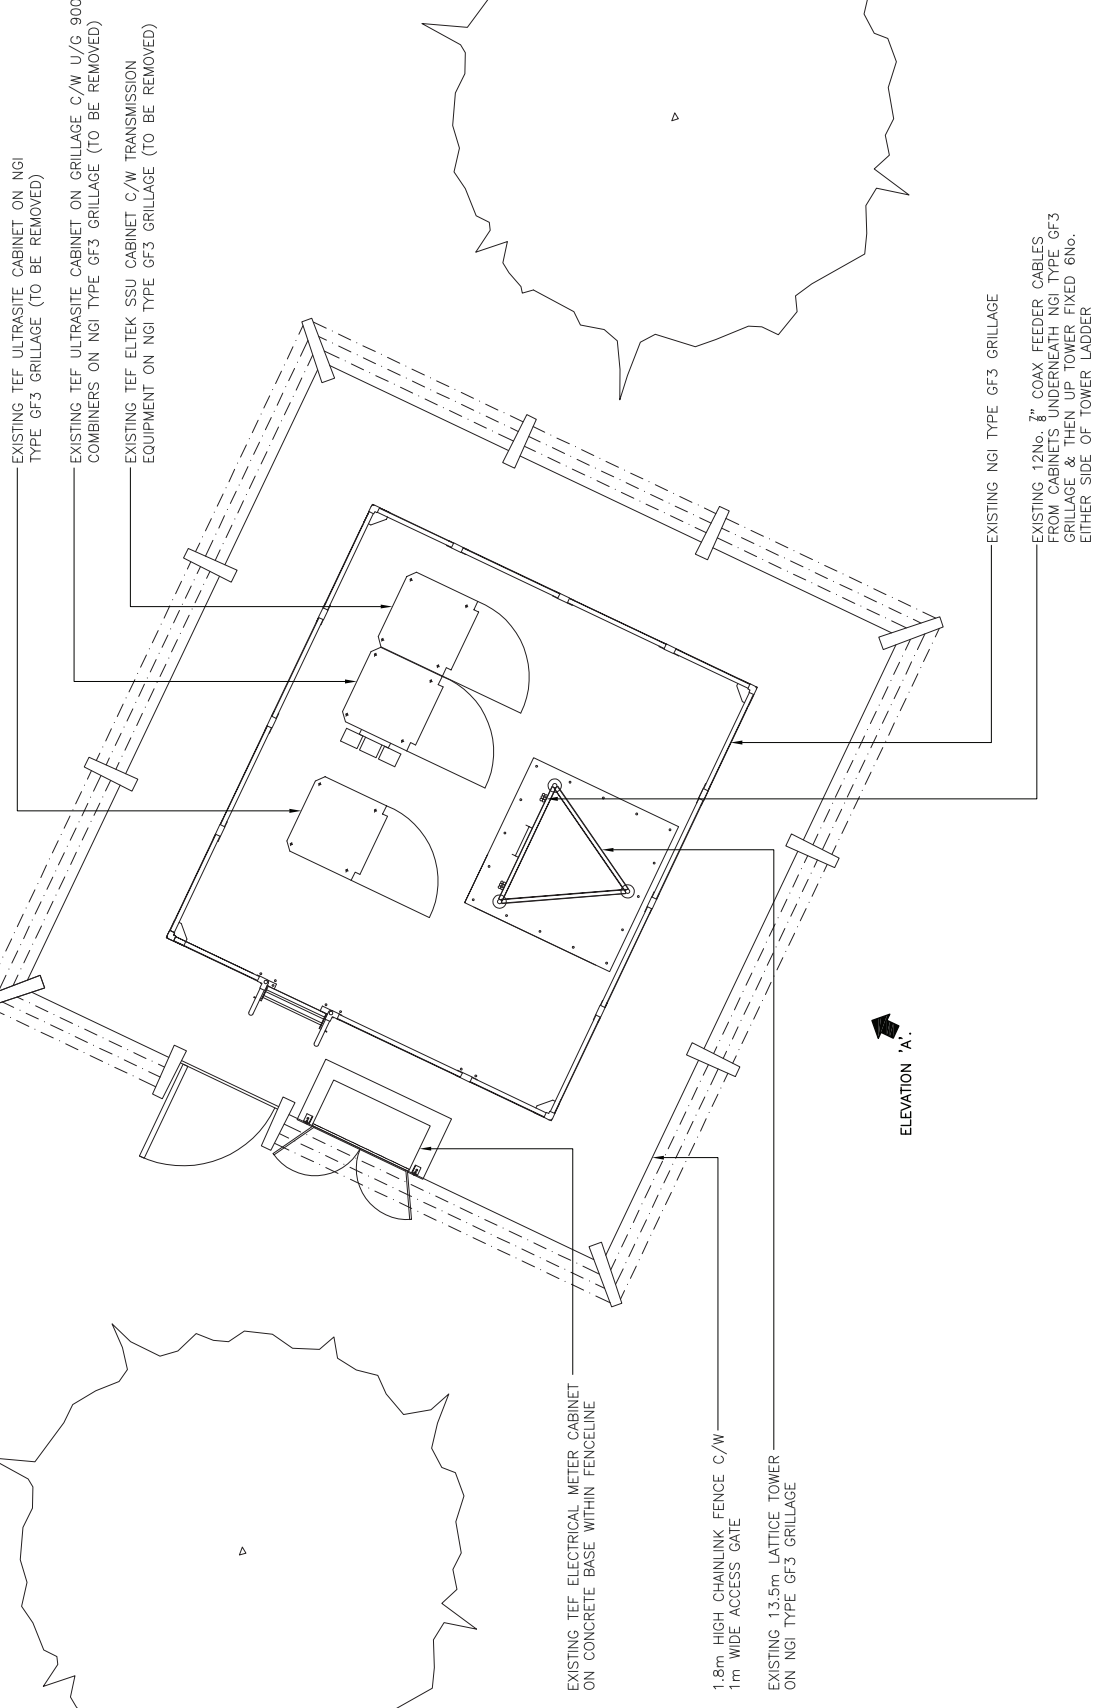 EXISTING TEF ULTRASITE CABINET ON NGI
TYPE GF3 GRILLAGE (TO BE REMOVED)
EXISTING TEF ULTRASITE CABINET ON GRILLAGE C/W U/G 900
COMBINERS ON NGI TYPE GF3 GRILLAGE (TO BE REMOVED)
EXISTING TEF ELTEK SSU CABINET C/W TRANSMISSION
EQUIPMENT ON NGI TYPE GF3 GRILLAGE (TO BE REMOVED)
EXISTING TEF ELECTRICAL METER CABINET
ON CONCRETE BASE WITHIN FENCELINE
1.8m HIGH CHAINLINK FENCE C/W
1m WIDE ACCESS GATE
EXISTING 13.5m LATTICE TOWER
ON NGI TYPE GF3 GRILLAGE
ELEVATION 'A'.
EXISTING NGI TYPE GF3 GRILLAGE
EXISTING 12No. 7/8" COAX FEEDER CABLES
FROM CABINETS UNDERNEATH NGI TYPE GF3
GRILLAGE & THEN UP TOWER FIXED 6No.
EITHER SIDE OF TOWER LADDER